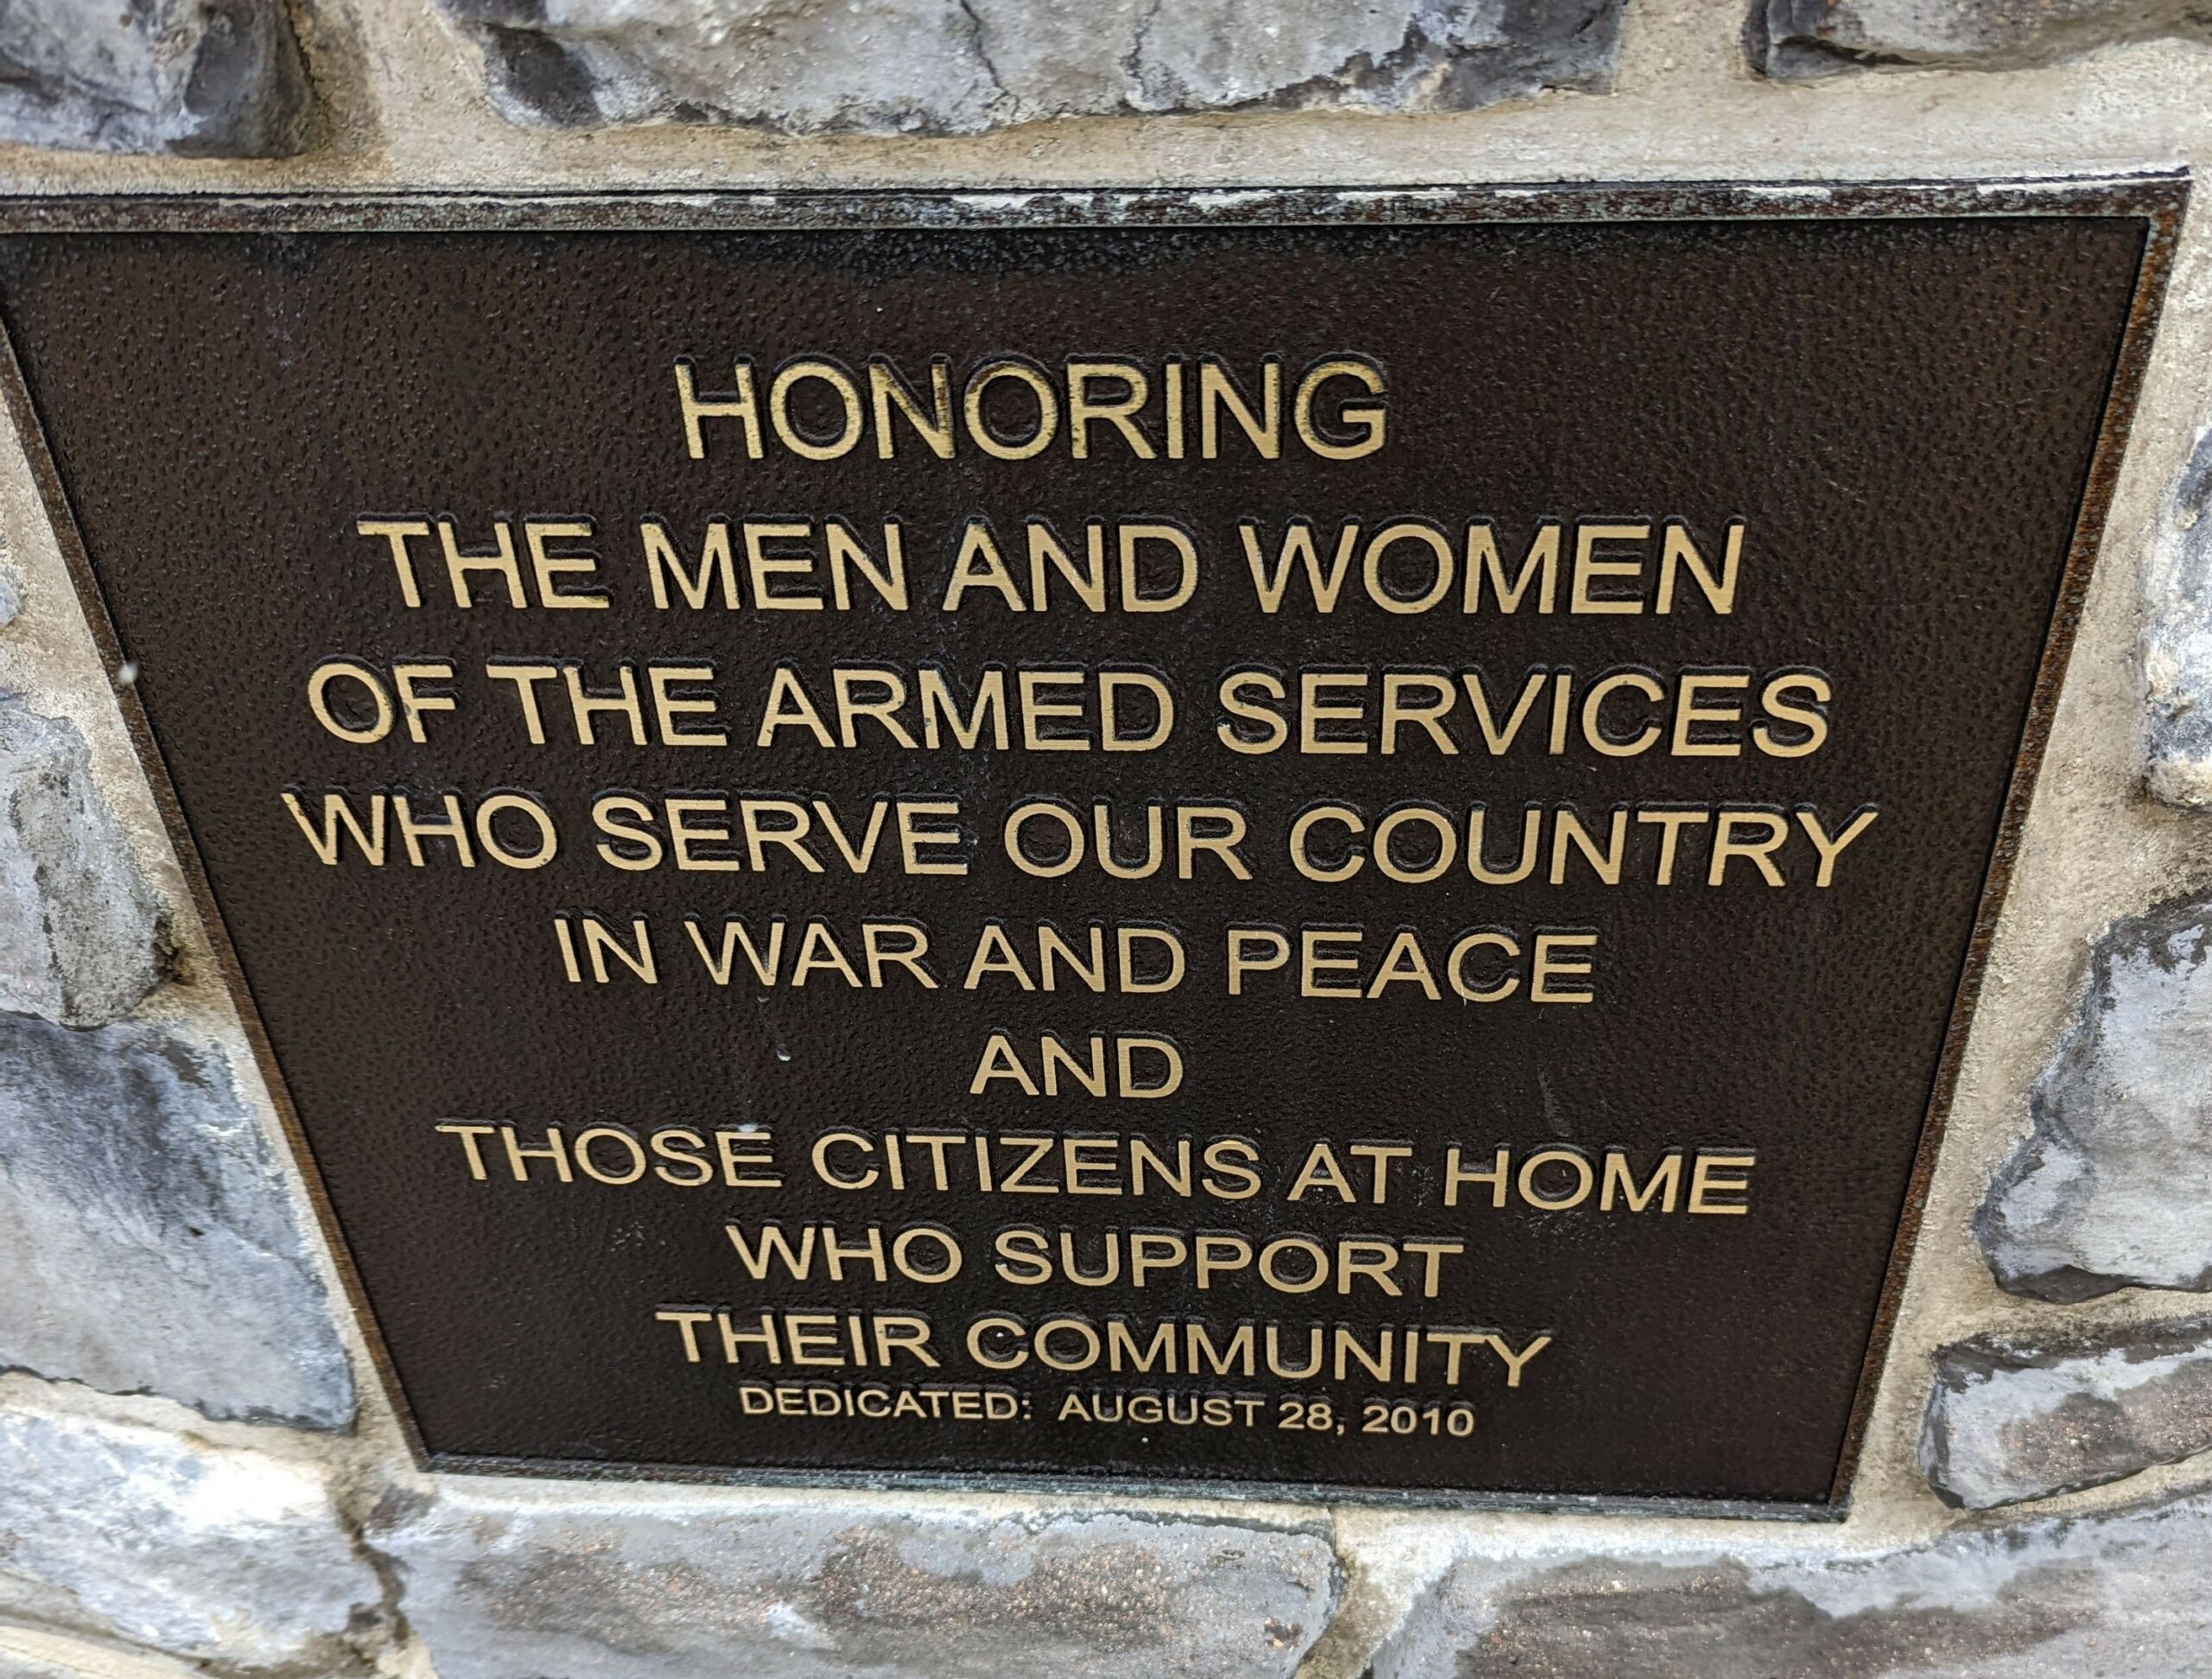 HONORING
THE MEN AND WOMEN
OF THE ARMED SERVICES
WHO SERVE OUR COUNTRY
IN WAR AND PEACE
AND
THOSE CITIZENS AT HOME
WHO SUPPORT
THEIR COMMUNITY
DEDICATED: AUGUST 28, 2010